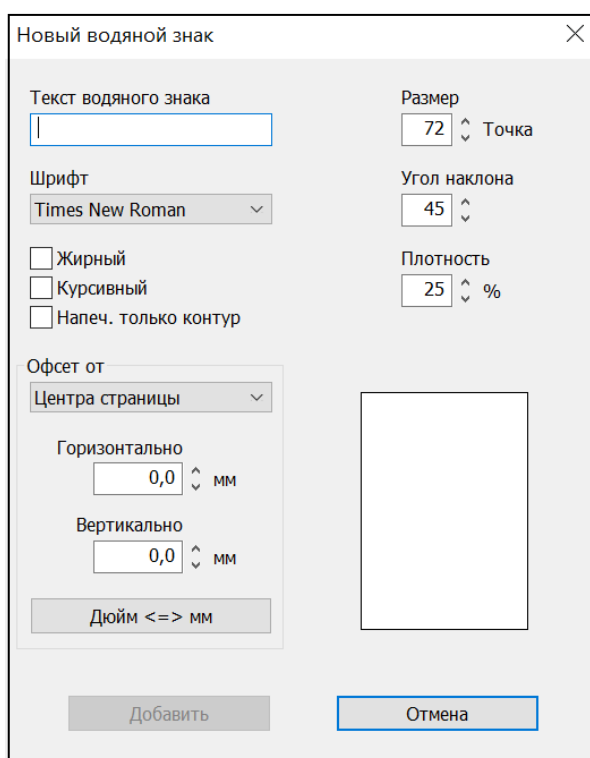 Новый водяной знак
Текст водяного знака
Размер
72 Точка
Шрифт
Times New Roman
Угол наклона
45
Жирный
Курсивный
Напеч. только контур
Плотность
25 %
Офсет от
Центра страницы
Горизонтально
0,0 мм
Вертикально
0,0 мм
Дюйм <=> мм
Добавить
Отмена